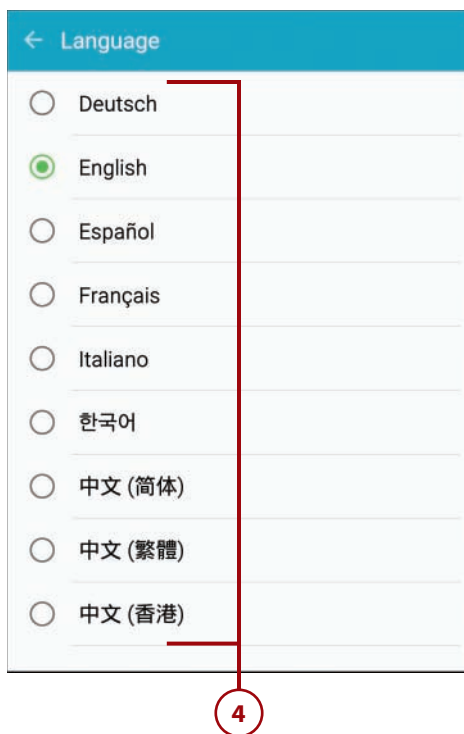 ← Language
Deutsch
English
Español
Français
Italiano
한국어
中文 (简体)
中文 (繁體)
中文 (香港)
4